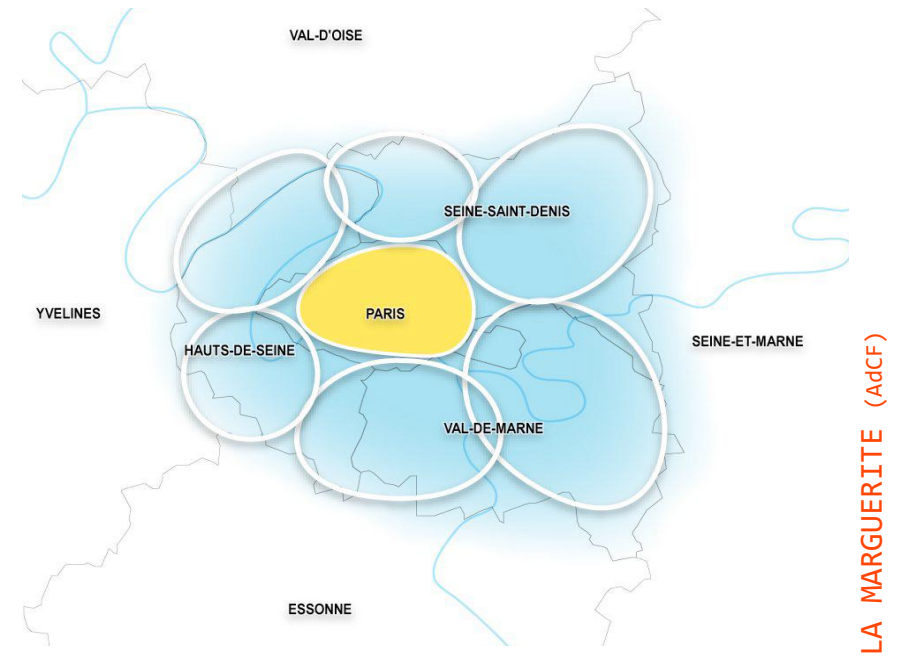 VAL-D'OISE
SEINE-SAINT-DENIS
YVELINES
PARIS
SEINE-ET-MARNE
HAUTS-DE-SEINE
VAL-DE-MARNE
ESSONNE
LA MARGUERITE (AdCF)